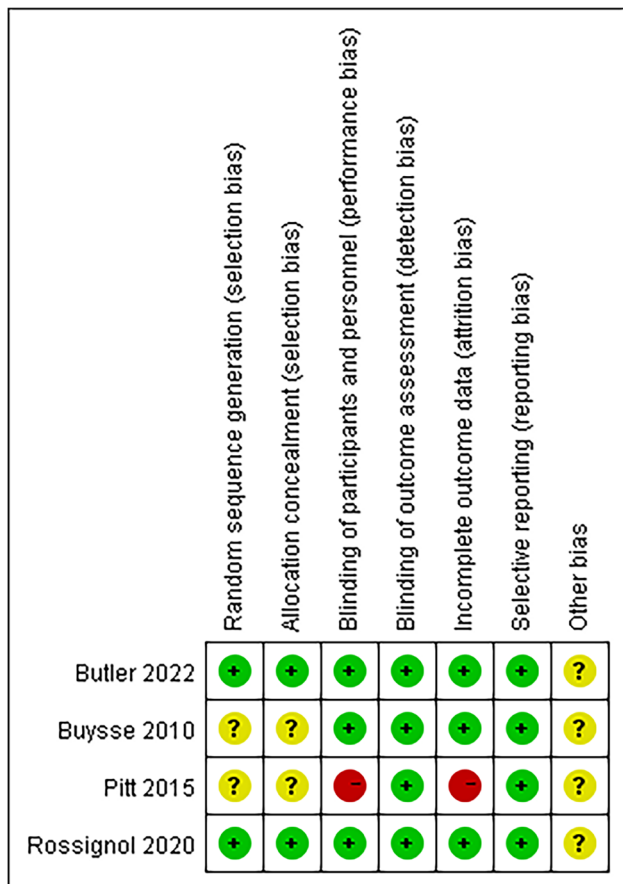 Random sequence generation (selection bias)
Allocation concealment (selection bias)
Blinding of participants and personnel (performance bias)
Blinding of outcome assessment (detection bias)
Incomplete outcome data (attrition bias)
Selective reporting (reporting bias)
Other bias
Butler 2022 + + + + + + ?
Buysse 2010 ? ? + + + + ?
Pitt 2015 ? ? - + - + ?
Rossignol 2020 + + + + + + ?